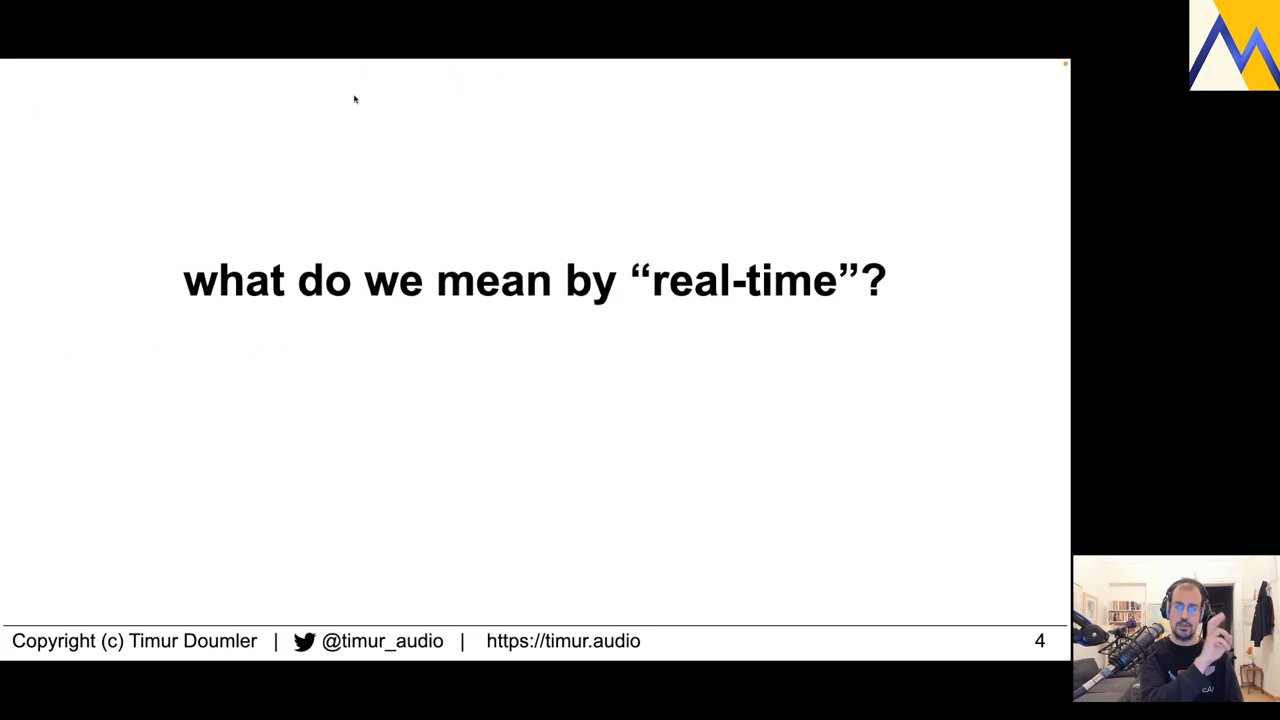 what do we mean by “real-time”?
Copyright (c) Timur Doumler | @timur_audio | https://timur.audio 4